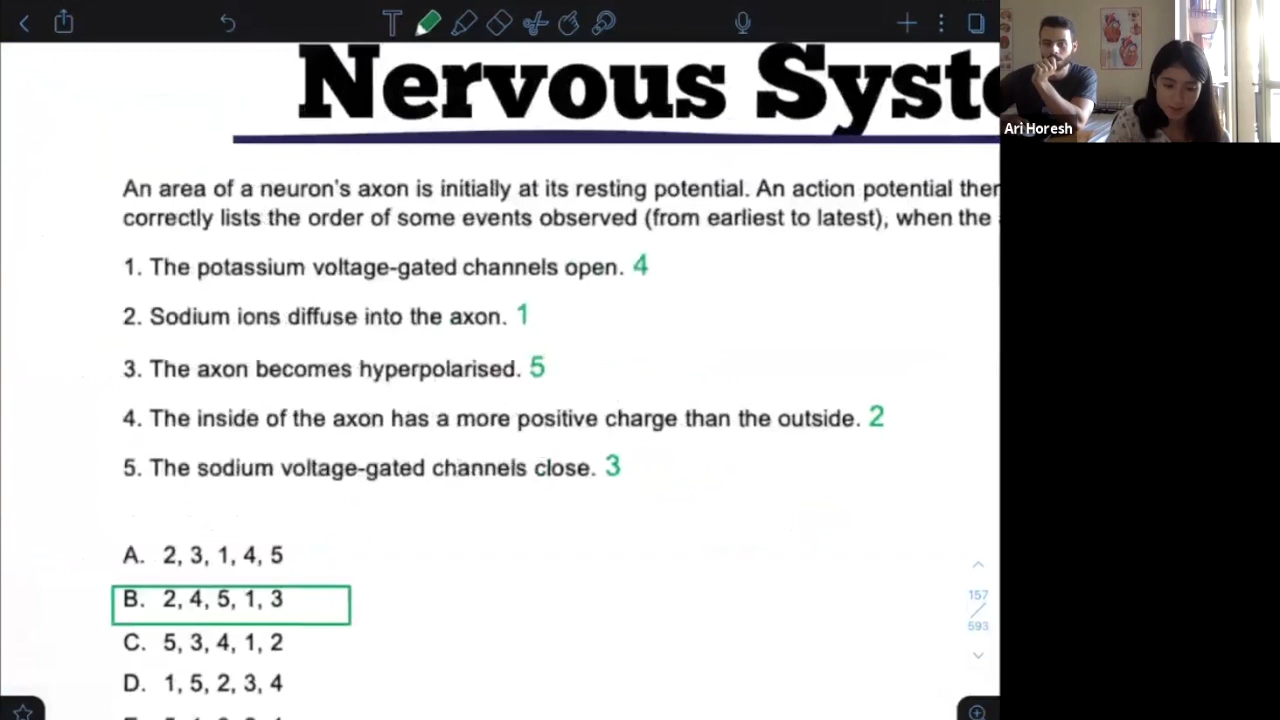 Nervous Syste
Ari Horesh
An area of a neuron's axon is initially at its resting potential. An action potential then
correctly lists the order of some events observed (from earliest to latest), when the
1. The potassium voltage-gated channels open. 4
2. Sodium ions diffuse into the axon. 1
3. The axon becomes hyperpolarised. 5
4. The inside of the axon has a more positive charge than the outside. 2
5. The sodium voltage-gated channels close. 3
A. 2, 3, 1, 4, 5
B. 2, 4, 5, 1, 3
C. 5, 3, 4, 1, 2
D. 1, 5, 2, 3, 4
157
593